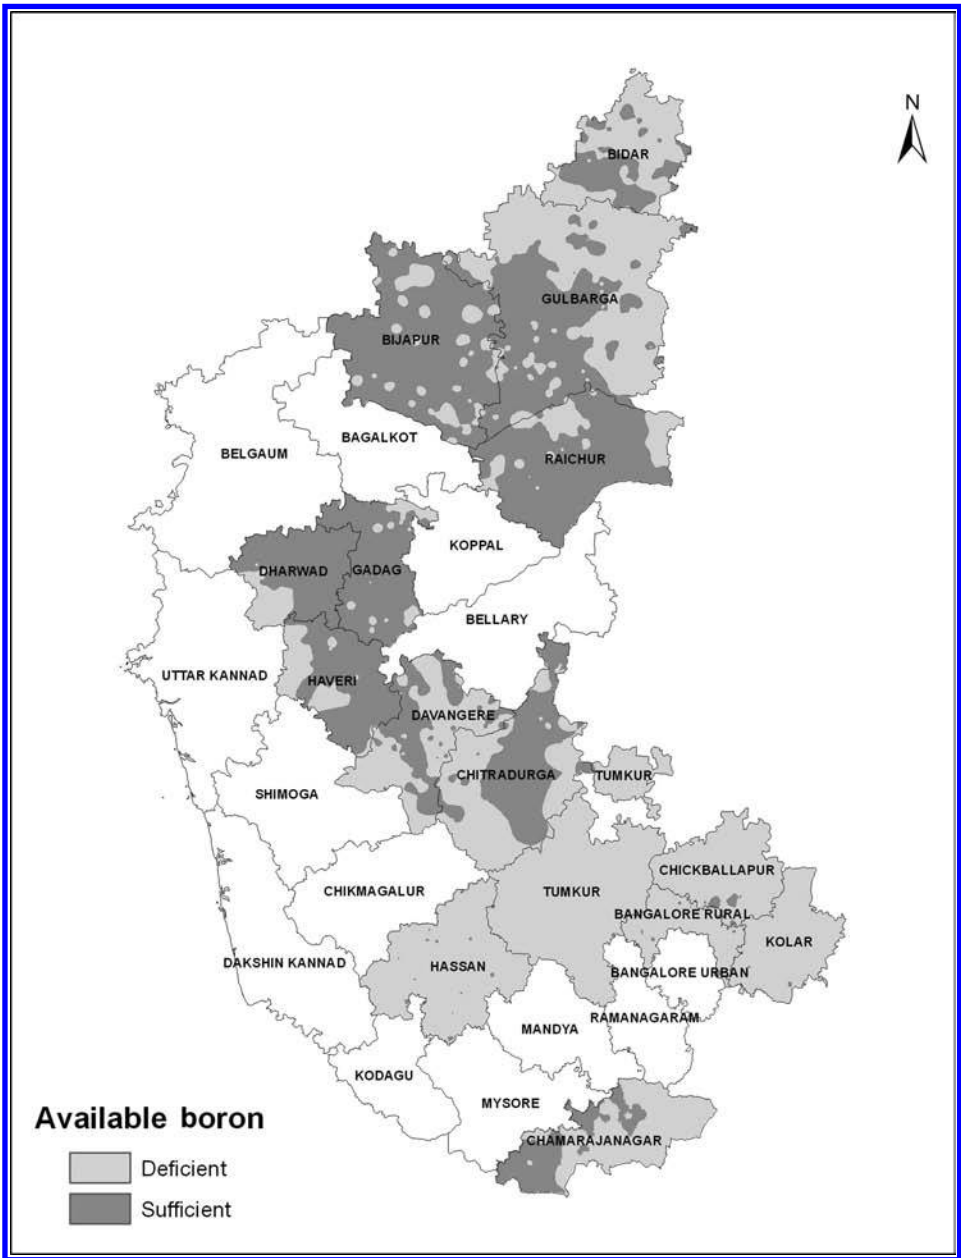 N
BIDAR
GULBARGA
BIJAPUR
BAGALKOT
BELGAUM
RAICHUR
KOPPAL
DHARWAD
GADAG
BELLARY
UTTAR KANNAD
HAVERI
DAVANGERE
CHITRADURGA
TUMKUR
SHIMOGA
CHICKBALLAPUR
CHIKMAGALUR
TUMKUR
BANGALORE RURAL
KOLAR
DAKSHIN KANNAD
HASSAN
BANGALORE URBAN
RAMANAGARAM
MANDYA
KODAGU
MYSORE
CHAMARAJANAGAR
Available boron
Deficient
Sufficient